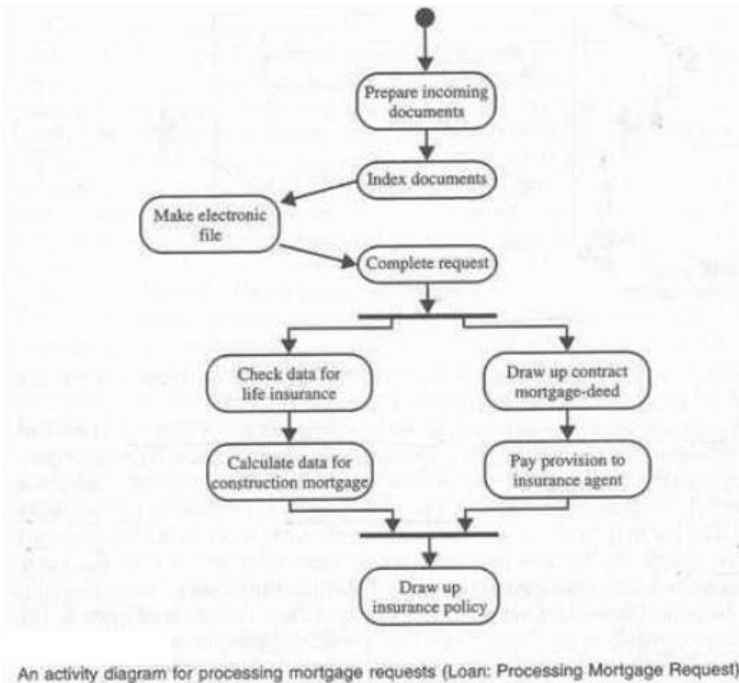 Prepare incoming
documents
Index documents
Make electronic
file
Complete request
Check data for
life insurance
Draw up contract
mortgage-deed
Calculate data for
construction mortgage
Pay provision to
insurance agent
Draw up
insurance policy
An activity diagram for processing mortgage requests (Loan: Processing Mortgage Request)